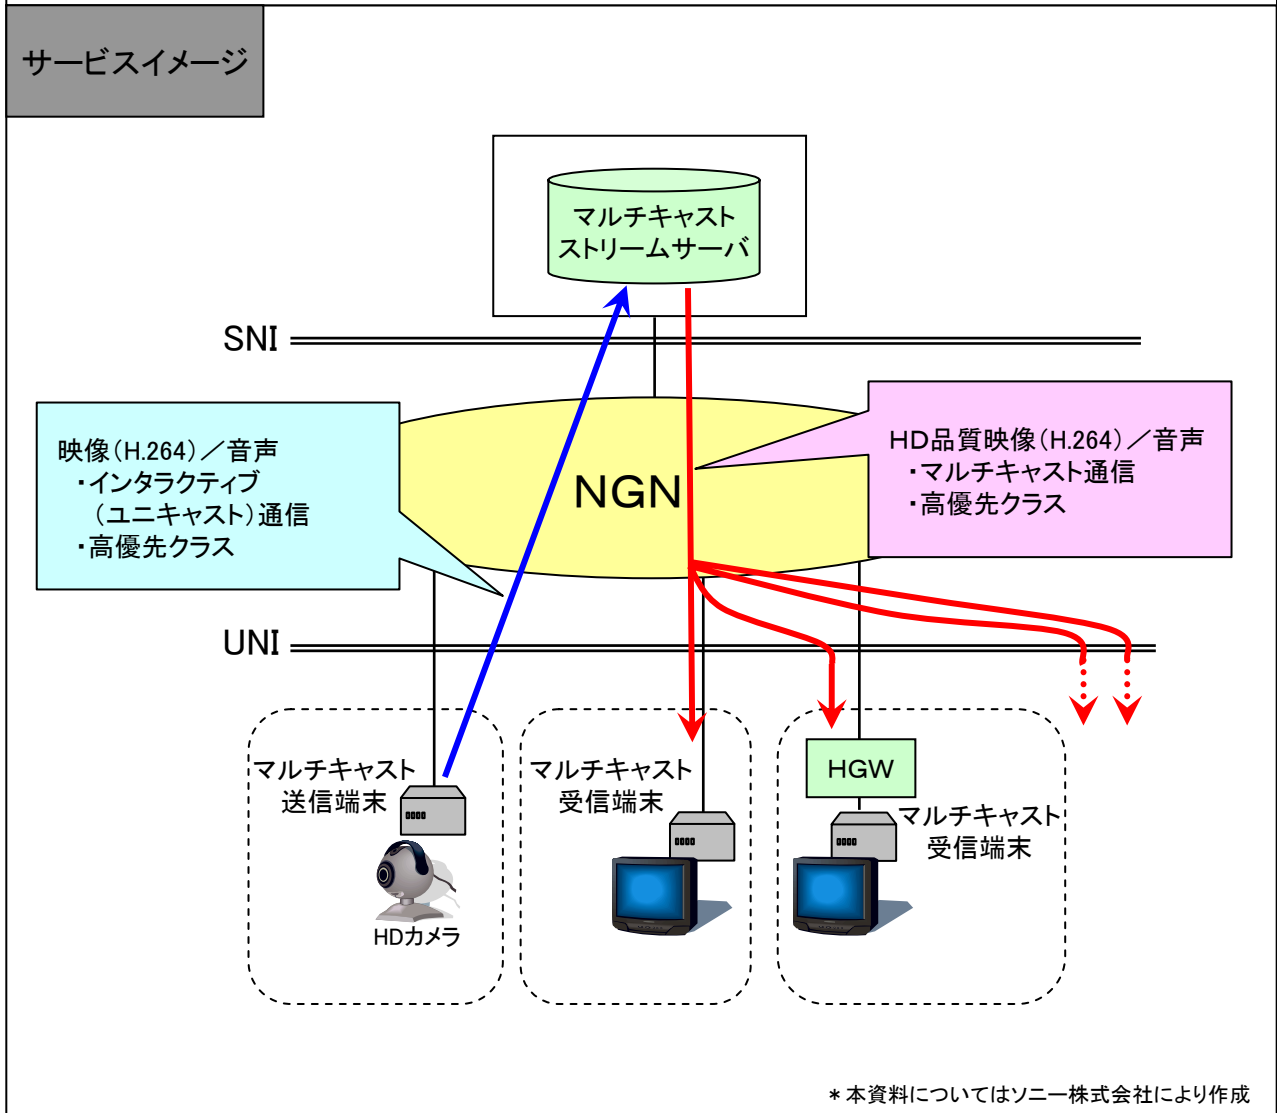 サービスイメージ
マルチキャスト
ストリームサーバ
SNI
映像(H.264)／音声
・インタラクティブ
（ユニキャスト）通信
・高優先クラス
HD品質映像(H.264)／音声
・マルチキャスト通信
・高優先クラス
NGN
UNI
マルチキャスト
送信端末
HDカメラ
マルチキャスト
受信端末
HGW
マルチキャスト
受信端末
*本資料についてはソニー株式会社により作成